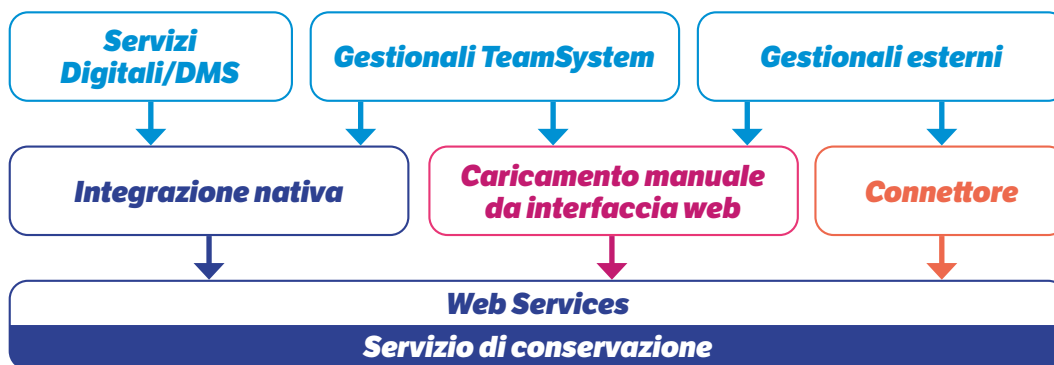 Servizi
Digitali/DMS
Gestionali TeamSystem
Gestionali esterni
Integrazione nativa
Caricamento manuale
da interfaccia web
Connettore
Web Services
Servizio di conservazione